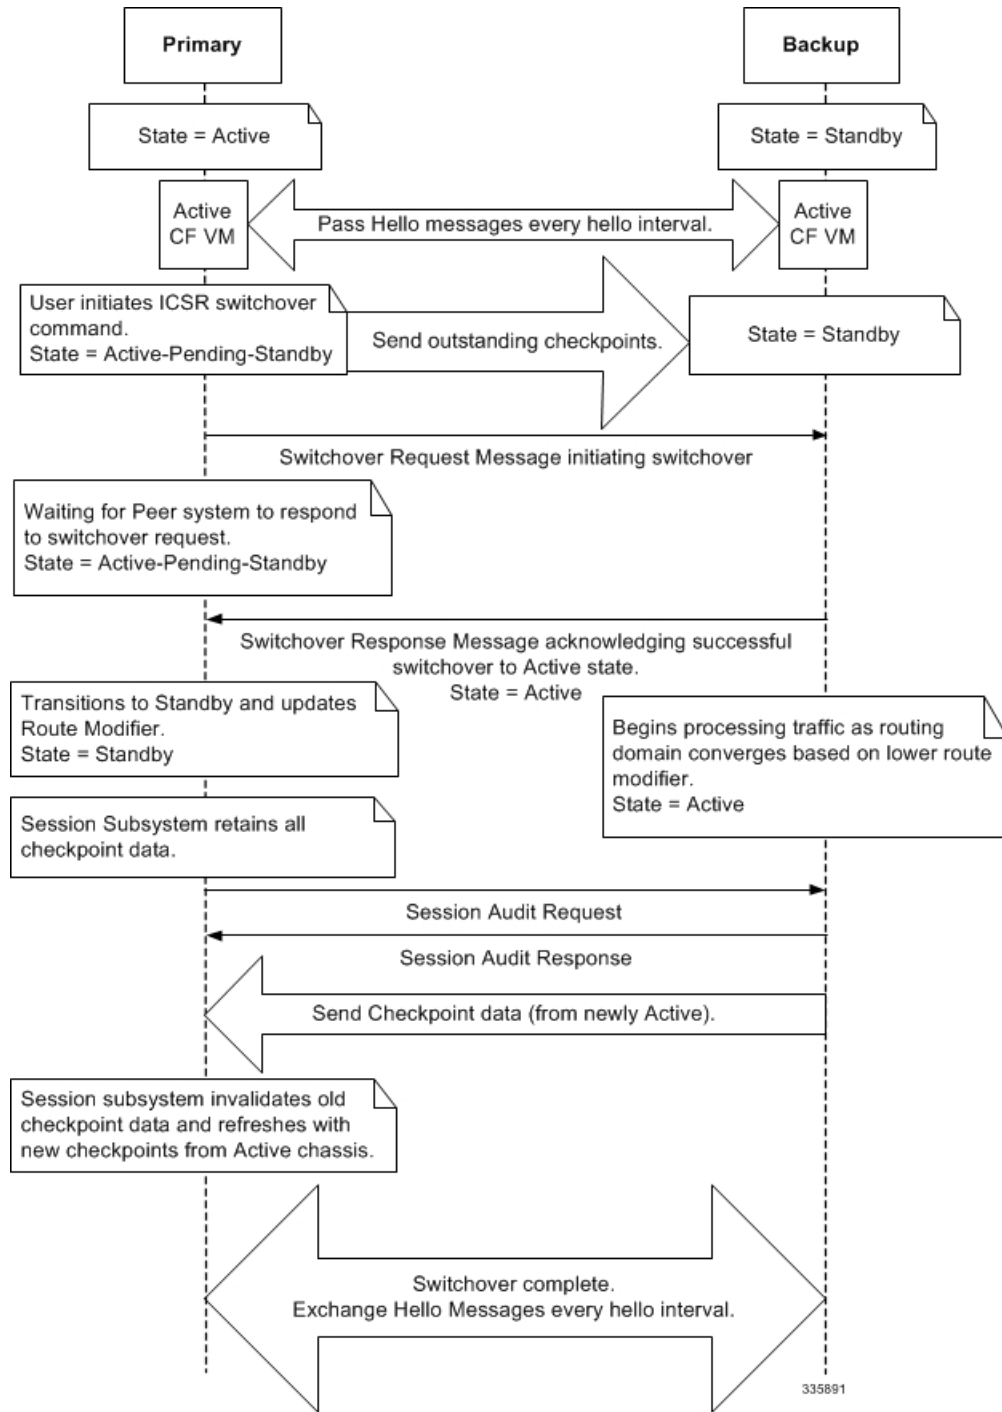 Primary
Backup
State = Active
State = Standby
Active
CF VM
Pass Hello messages every hello interval.
Active
CF VM
User initiates ICSR switchover
command.
State = Active-Pending-Standby
Send outstanding checkpoints.
State = Standby
Switchover Request Message initiating switchover
Waiting for Peer system to respond
to switchover request.
State = Active-Pending-Standby
Switchover Response Message acknowledging successful
switchover to Active state.
State = Active
Transitions to Standby and updates
Route Modifier.
State = Standby
Begins processing traffic as routing
domain converges based on lower route
modifier.
State = Active
Session Subsystem retains all
checkpoint data.
Session Audit Request
Session Audit Response
Send Checkpoint data (from newly Active).
Session subsystem invalidates old
checkpoint data and refreshes with
new checkpoints from Active chassis.
Switchover complete.
Exchange Hello Messages every hello interval.
335891